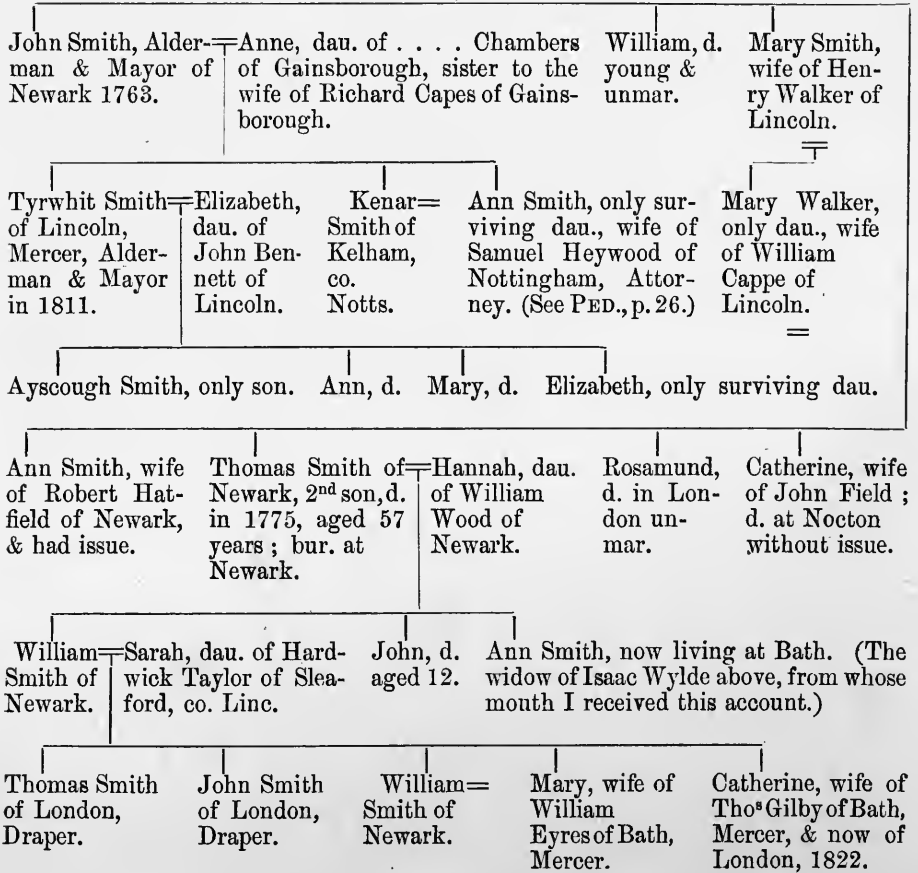 John Smith, Alder-
man & Mayor of
Newark 1763.
Anne, dau. of . . . . Chambers
of Gainsborough, sister to the
wife of Richard Capes of Gains-
borough.
William, d.
young &
unmar.
Mary Smith,
wife of Hen-
ry Walker of
Lincoln.
Tyrwhit Smith
of Lincoln,
Mercer, Alder-
man & Mayor
in 1811.
Elizabeth,
dau. of
John Ben-
nett of
Lincoln.
Kenar=
Smith of
Kelham,
co.
Notts.
Ann Smith, only sur-
viving dau., wife of
Samuel Heywood of
Nottingham, Attor-
ney. (See PED., p. 26.)
Mary Walker,
only dau., wife
of William
Cappe of
Lincoln.
=
Ayscough Smith, only son.
Ann, d.
Mary, d.
Elizabeth, only surviving dau.
Ann Smith, wife
of Robert Hat-
field of Newark,
& had issue.
Thomas Smith of
Newark, 2nd son, d.
in 1775, aged 57
years ; bur. at
Newark.
Hannah, dau.
of William
Wood of
Newark.
Rosamund,
d. in Lon-
don un-
mar.
Catherine, wife
of John Field ;
d. at Nocton
without issue.
William
Smith of
Newark.
Sarah, dau. of Hard-
wick Taylor of Slea-
ford, co. Linc.
John, d.
aged 12.
Ann Smith, now living at Bath. (The
widow of Isaac Wylde above, from whose
mouth I received this account.)
Thomas Smith
of London,
Draper.
John Smith
of London,
Draper.
William=
Smith of
Newark.
Mary, wife of
William
Eyres of Bath,
Mercer.
Catherine, wife of
Thos Gilby of Bath,
Mercer, & now of
London, 1822.